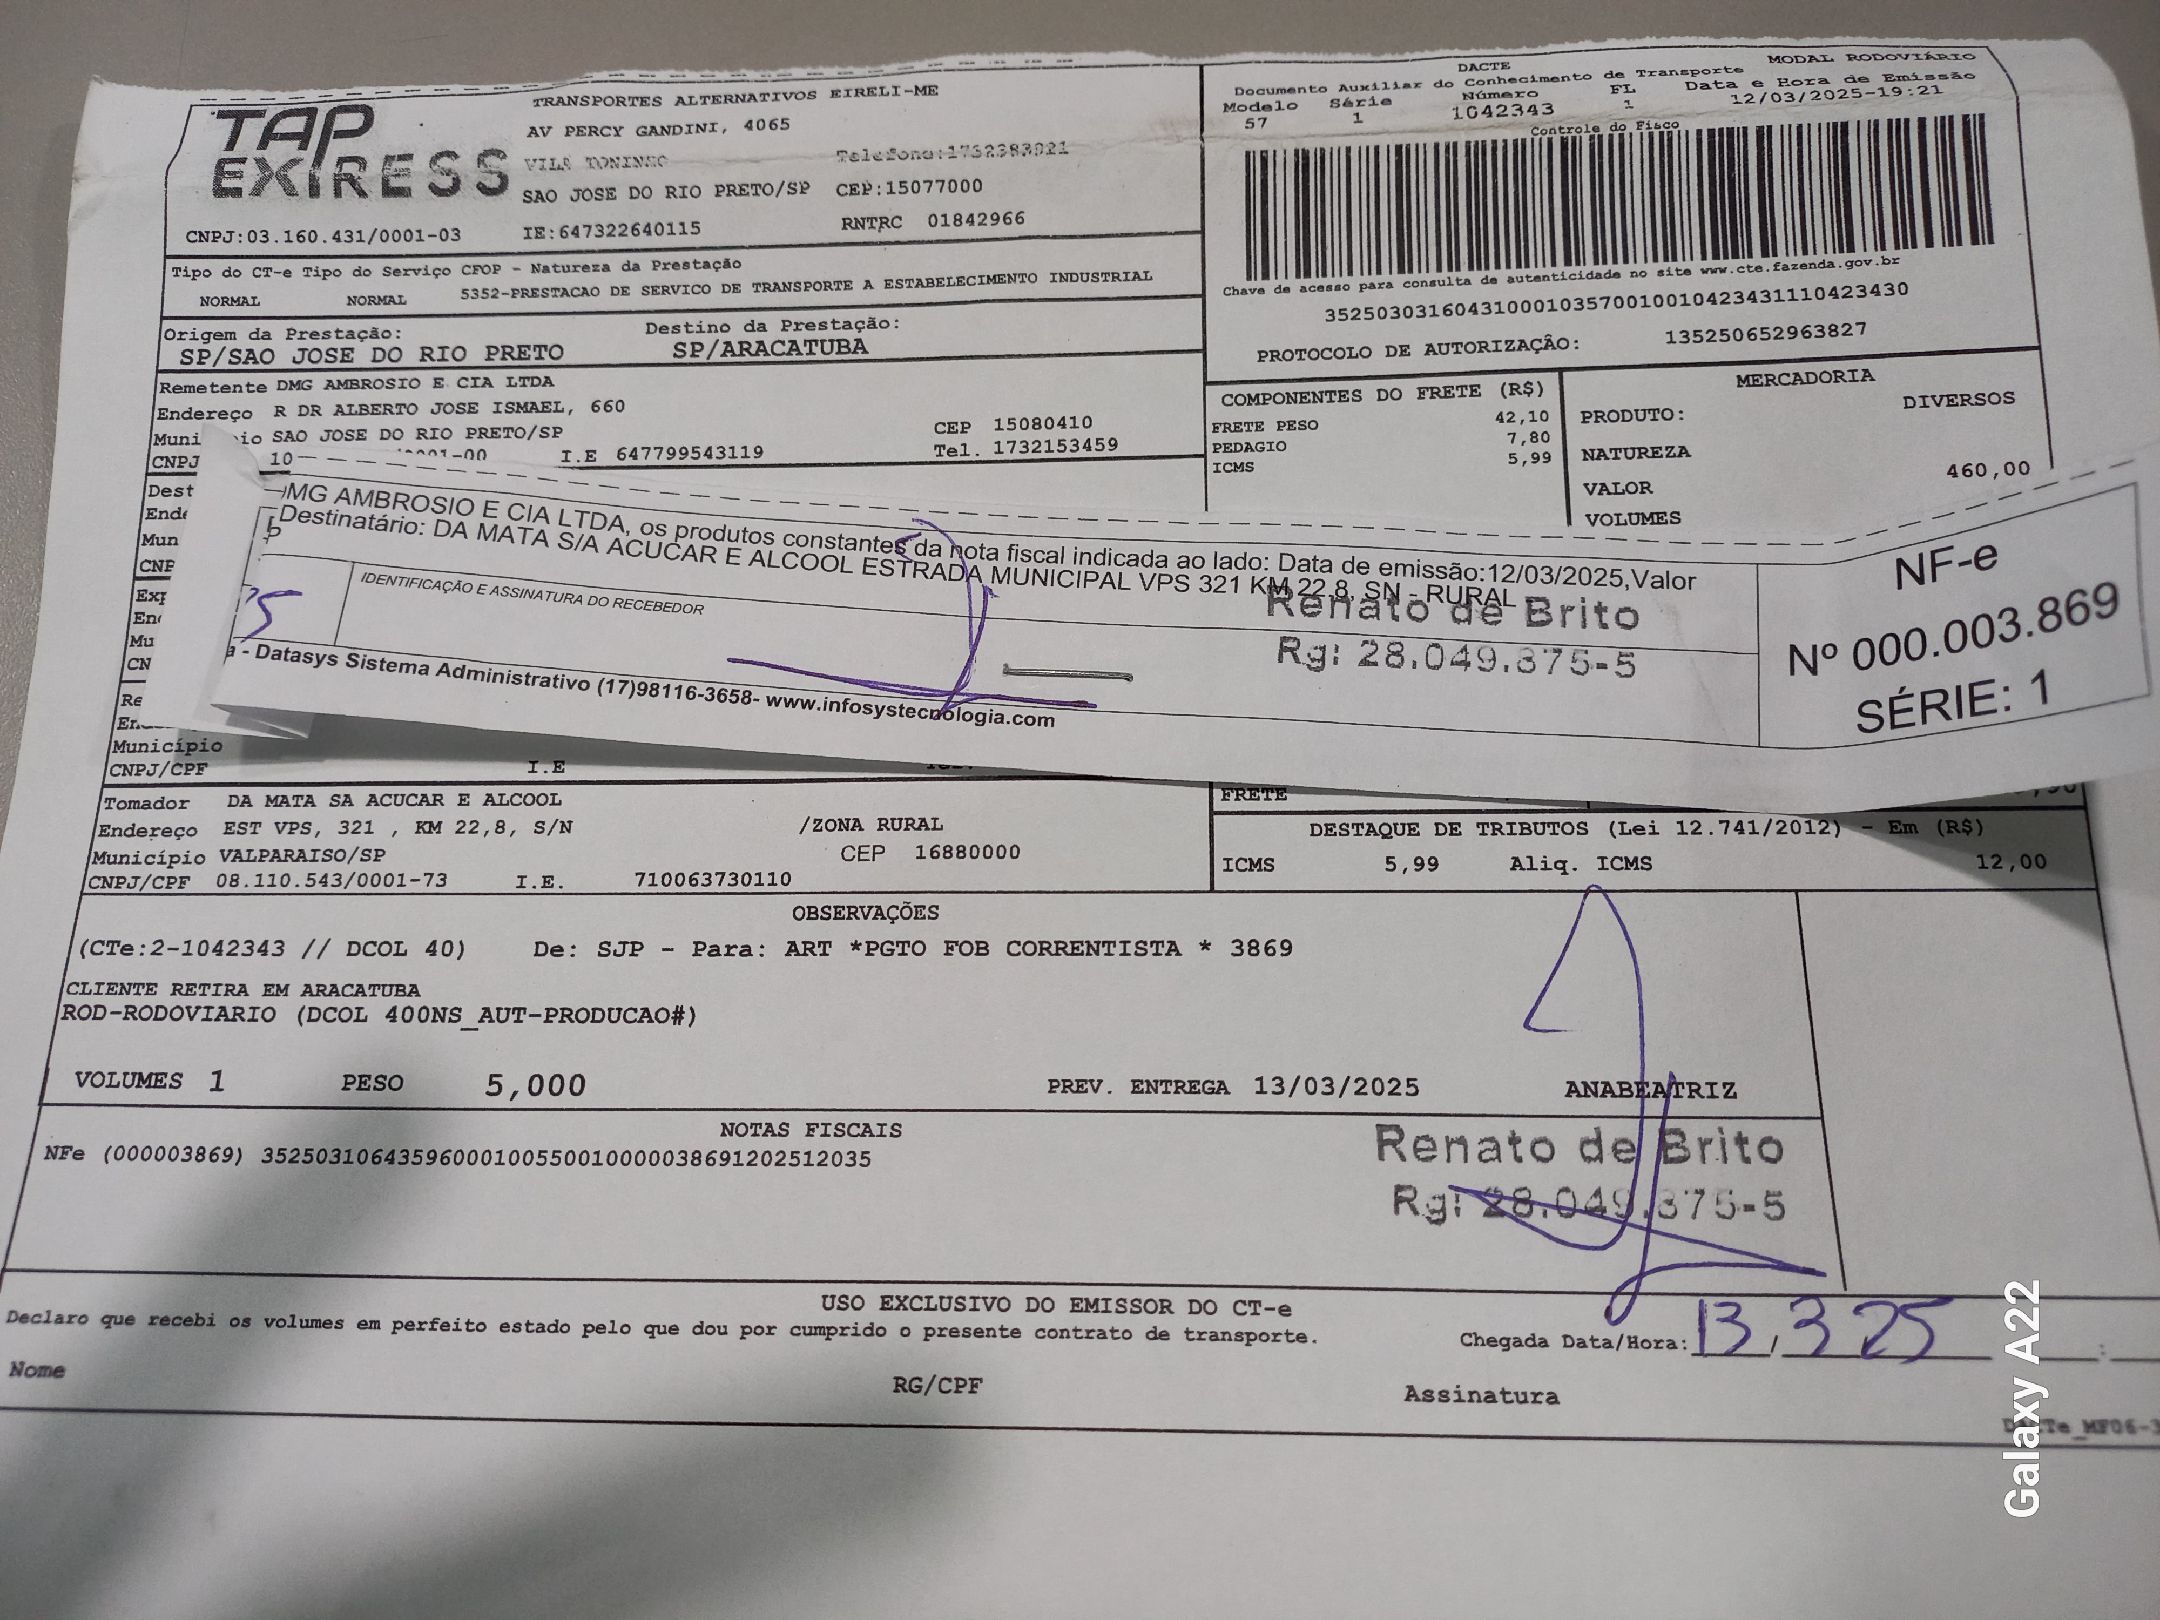 TAP
EXPRESS
TRANSPORTES ALTERNATIVOS EIRELI-ME
AV PERCY GANDINI, 4065
VILA TONINHO Telefone:1732383921
SAO JOSE DO RIO PRETO/SP CEP:15077000
CNPJ:03.160.431/0001-03 IE:647322640115 RNTRC 01842966
DACTE MODAL RODOVIÁRIO
Documento Auxiliar do Conhecimento de Transporte
Modelo Série Número FL Data e Hora de Emissão
57 1 1042343 1 12/03/2025-19:21
Controle do Fisco
Chave de acesso para consulta de autenticidade no site www.cte.fazenda.gov.br
35250303160431000103570010010423431110423430
PROTOCOLO DE AUTORIZAÇÃO: 135250652963827
Tipo do CT-e Tipo do Serviço CFOP - Natureza da Prestação
NORMAL NORMAL 5352-PRESTACAO DE SERVICO DE TRANSPORTE A ESTABELECIMENTO INDUSTRIAL
Origem da Prestação: Destino da Prestação:
SP/SAO JOSE DO RIO PRETO SP/ARACATUBA
Remetente DMG AMBROSIO E CIA LTDA
Endereço R DR ALBERTO JOSE ISMAEL, 660
SAO JOSE DO RIO PRETO/SP CEP 15080410
CNPJ 10 -00 I.E 647799543119 Tel. 1732153459
COMPONENTES DO FRETE (R$)
FRETE PESO 42,10
PEDAGIO 7,80
ICMS 5,99
MERCADORIA
PRODUTO: DIVERSOS
NATUREZA
VALOR 460,00
VOLUMES
Dest
Mun
CNP
Mu
CN
Re
DMG AMBROSIO E CIA LTDA, os produtos constantes da nota fiscal indicada ao lado: Data de emissão:12/03/2025,Valor
Destinatário: DA MATA S/A ACUCAR E ALCOOL ESTRADA MUNICIPAL VPS 321 KM 22,8, SN - RURAL
IDENTIFICAÇÃO E ASSINATURA DO RECEBEDOR
Renato de Brito
Rg: 28.049.375-5
a - Datasys Sistema Administrativo (17)98116-3658- www.infosystecnologia.com
NF-e
Nº 000.003.869
SÉRIE: 1
Município
CNPJ/CPF I.E
Tomador DA MATA SA ACUCAR E ALCOOL
Endereço EST VPS, 321 , KM 22,8, S/N /ZONA RURAL
Município VALPARAISO/SP CEP 16880000
CNPJ/CPF 08.110.543/0001-73 I.E. 710063730110
FRETE
DESTAQUE DE TRIBUTOS (Lei 12.741/2012) - Em (R$)
ICMS 5,99 Aliq. ICMS 12,00
OBSERVAÇÕES
(CTe:2-1042343 // DCOL 40) De: SJP - Para: ART *PGTO FOB CORRENTISTA * 3869
CLIENTE RETIRA EM ARACATUBA
ROD-RODOVIARIO (DCOL 400NS_AUT-PRODUCAO#)
VOLUMES 1 PESO 5,000 PREV. ENTREGA 13/03/2025 ANABEATRIZ
NOTAS FISCAIS
NFe (000003869) 35250310643596000100550010000038691202512035
Renato de Brito
Rg: 28.049.375-5
USO EXCLUSIVO DO EMISSOR DO CT-e
Declaro que recebi os volumes em perfeito estado pelo que dou por cumprido o presente contrato de transporte.
Chegada Data/Hora: 13/3 25
Nome RG/CPF Assinatura
Galaxy A22